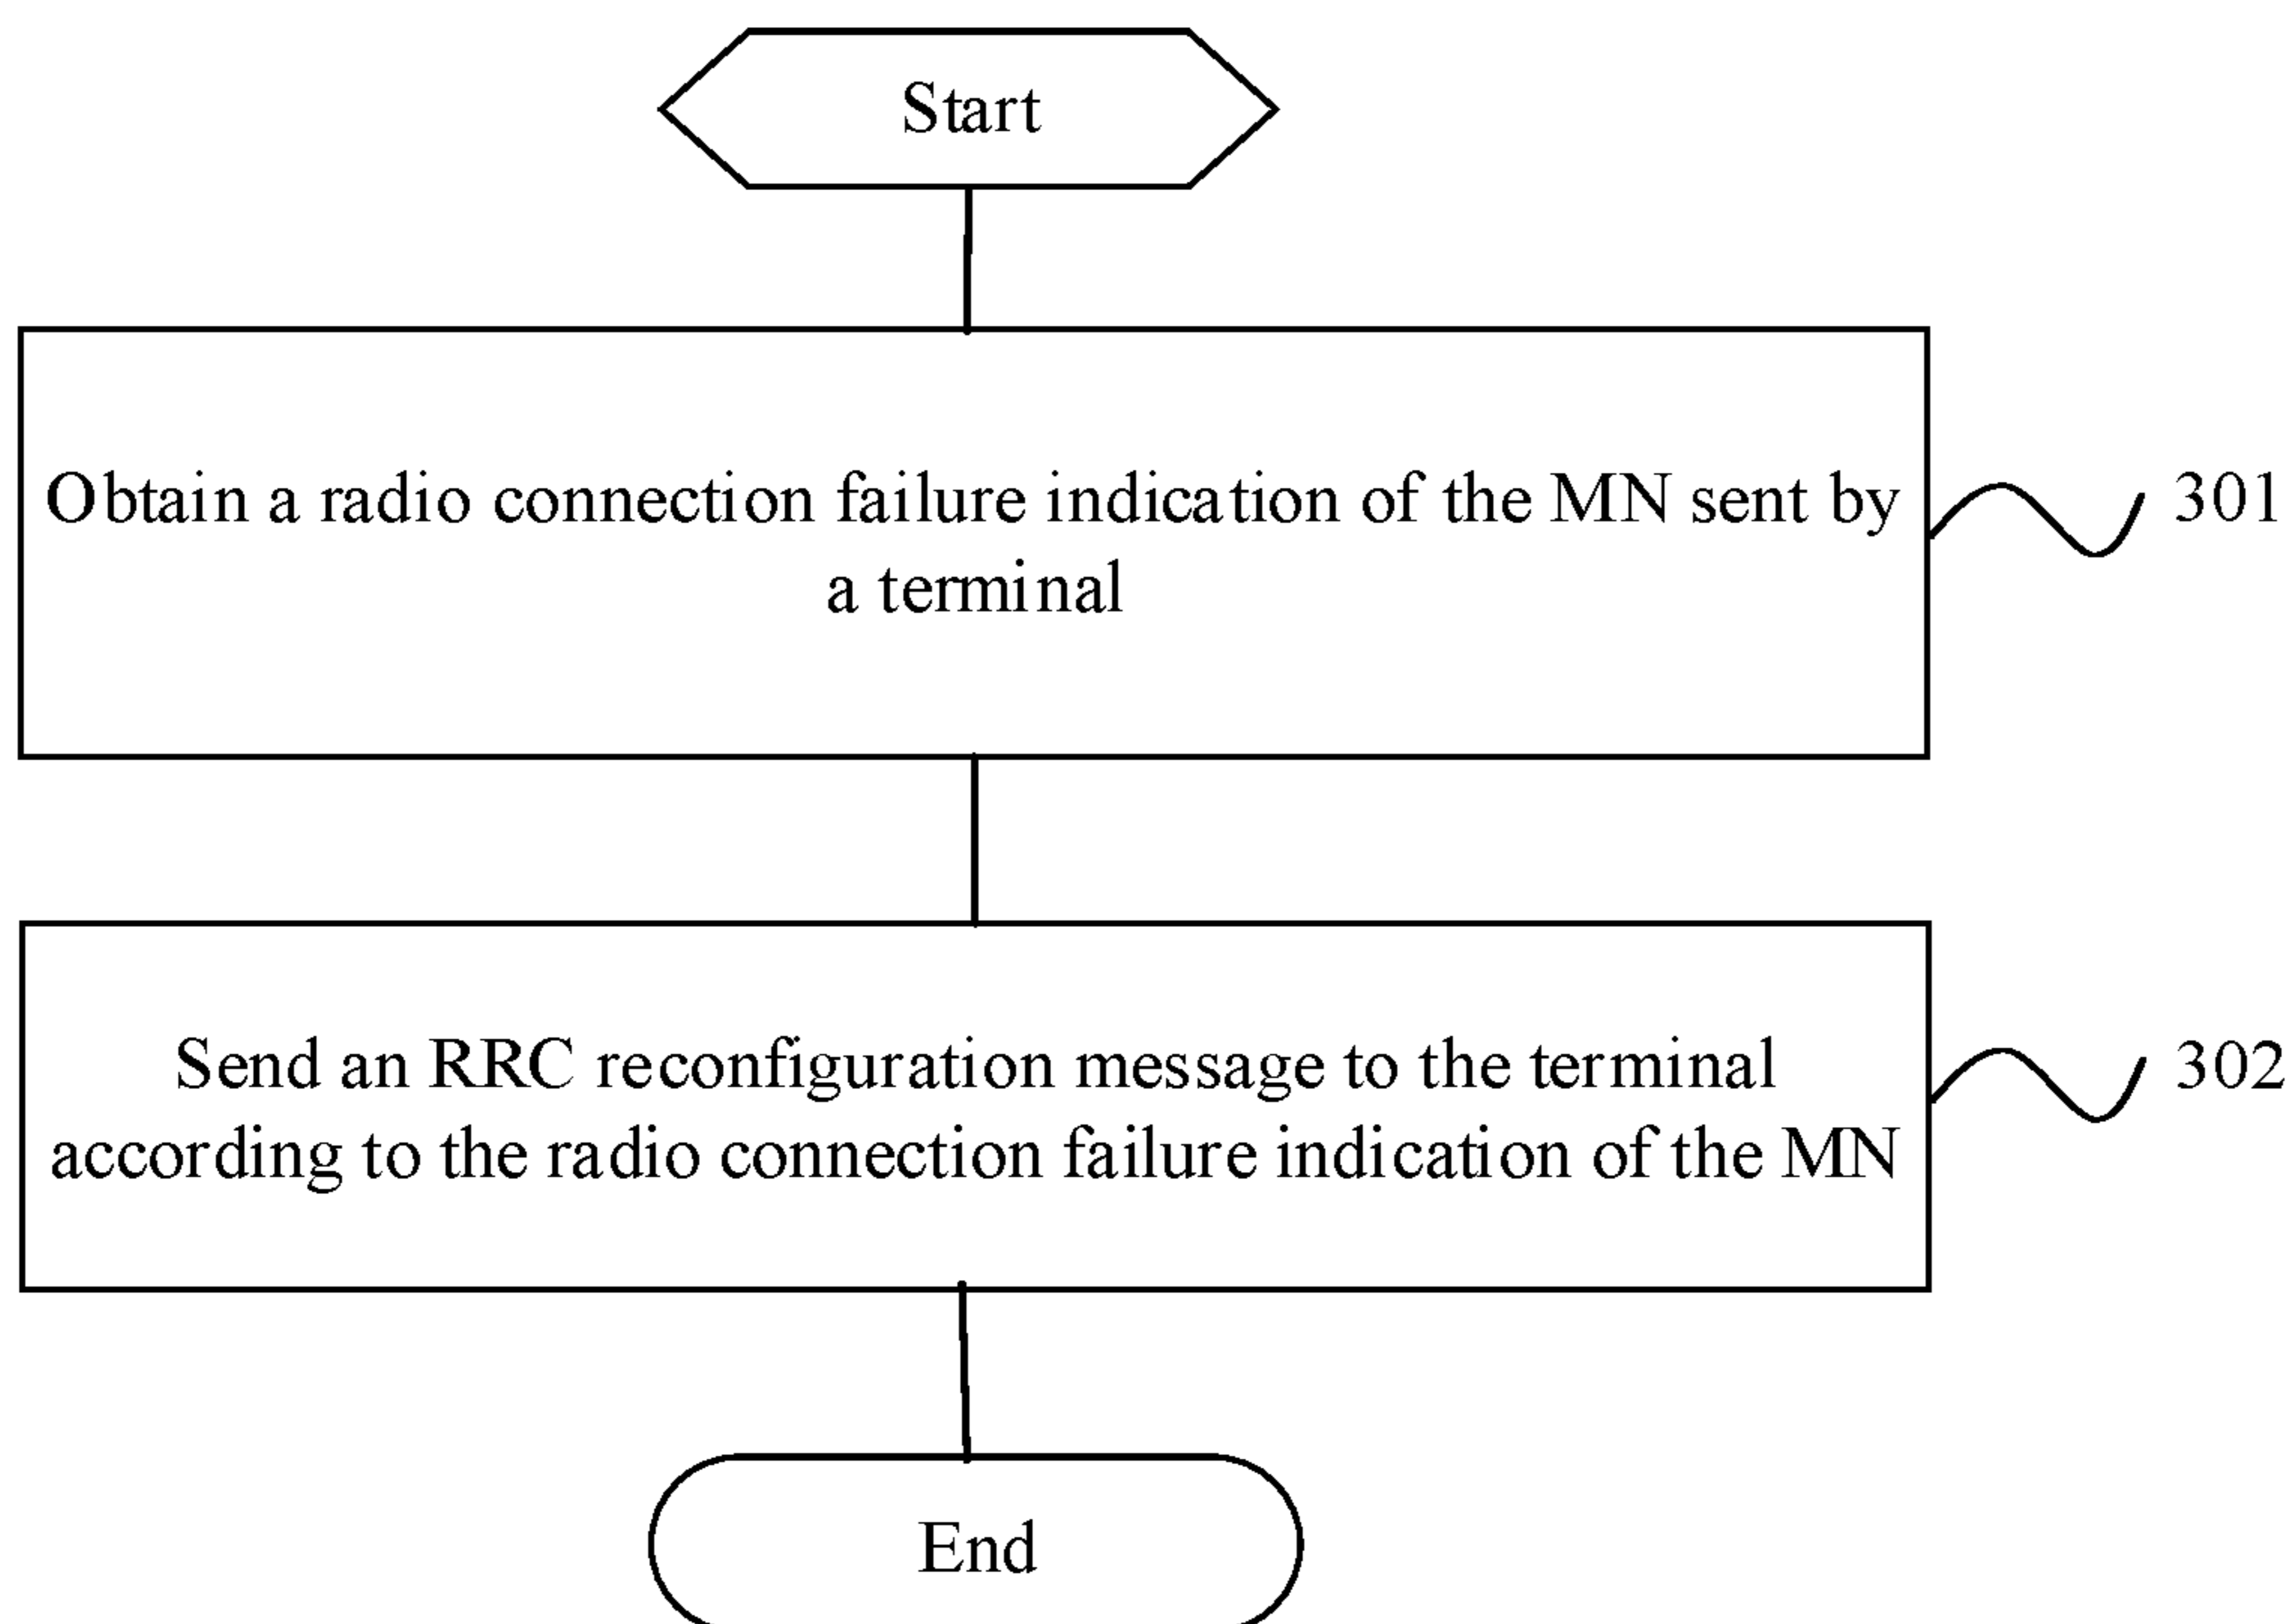 Start
Obtain a radio connection failure indication of the MN sent by
a terminal
301
Send an RRC reconfiguration message to the terminal
according to the radio connection failure indication of the MN
302
End